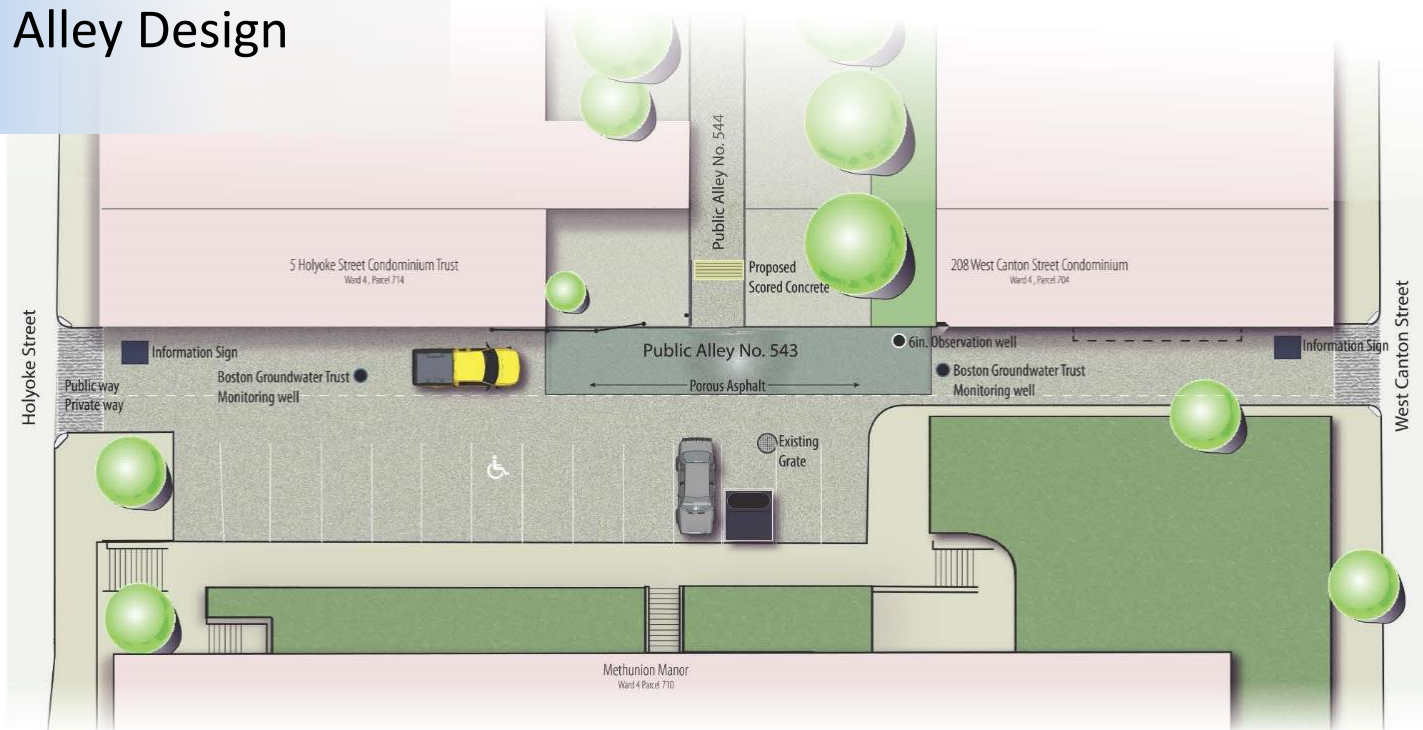 Alley Design
Public Alley No. 544
Proposed
Scored Concrete
5 Holyoke Street Condominium Trust
Ward 4 , Parcel 714
208 West Canton Street Condominium
Ward 4 , Parcel 704
Holyoke Street
West Canton Street
Information Sign
Public Alley No. 543
6in. Observation well
Information Sign
Public way
Private way
Boston Groundwater Trust
Monitoring well
Porous Asphalt
Boston Groundwater Trust
Monitoring well
Existing
Grate
Methunion Manor
Ward 4 Parcel 710